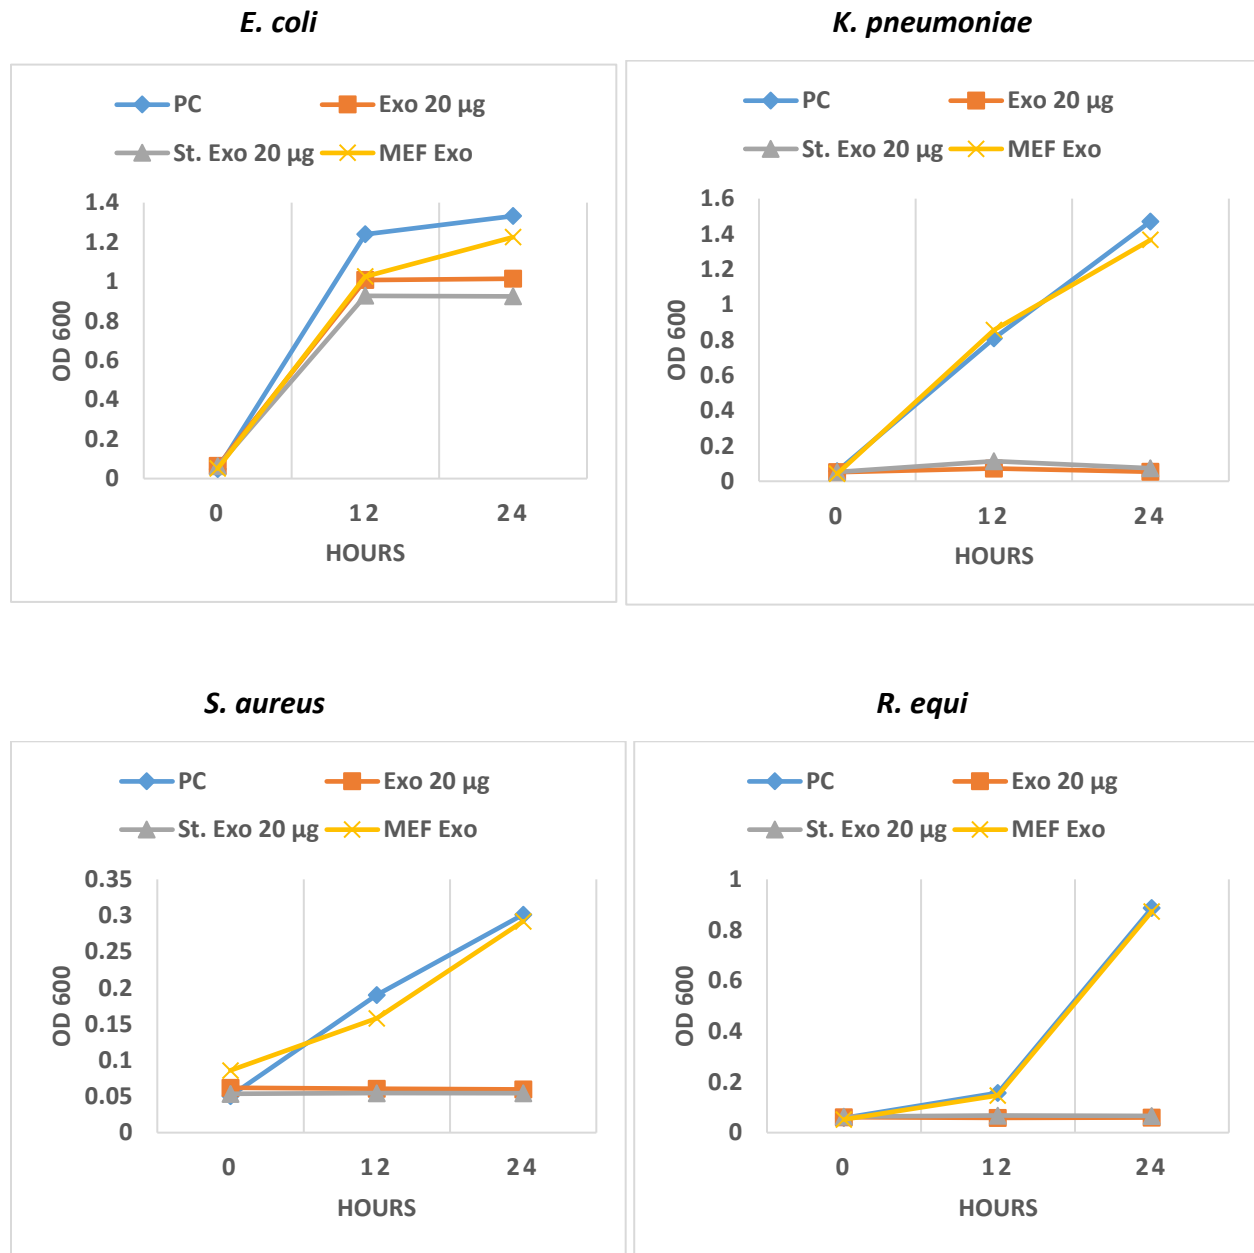 E. coli
PC
Exo 20 µg
St. Exo 20 µg
MEF Exo
1.4
1.2
1
0.8
0.6
0.4
0.2
0
OD 600
0 12 24
HOURS
K. pneumoniae
PC
Exo 20 µg
St. Exo 20 µg
MEF Exo
1.6
1.4
1.2
1
0.8
0.6
0.4
0.2
0
OD 600
0 12 24
HOURS
S. aureus
PC
Exo 20 µg
St. Exo 20 µg
MEF Exo
0.35
0.3
0.25
0.2
0.15
0.1
0.05
0
OD 600
0 12 24
HOURS
R. equi
PC
Exo 20 µg
St. Exo 20 µg
MEF Exo
1
0.8
0.6
0.4
0.2
0
OD 600
0 12 24
HOURS